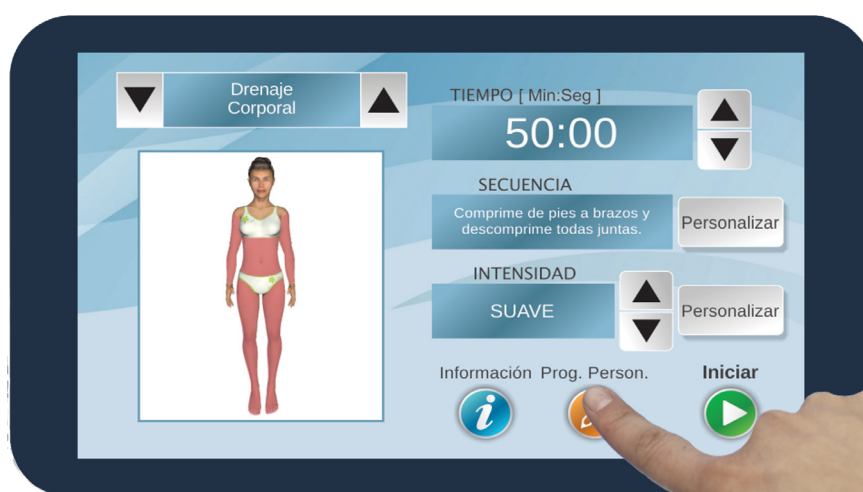 Drenaje
Corporal
TIEMPO [ Min:Seg ]
50:00
SECUENCIA
Comprime de pies a brazos y
descomprime todas juntas.
Personalizar
INTENSIDAD
SUAVE
Personalizar
Información
Prog. Person.
Iniciar